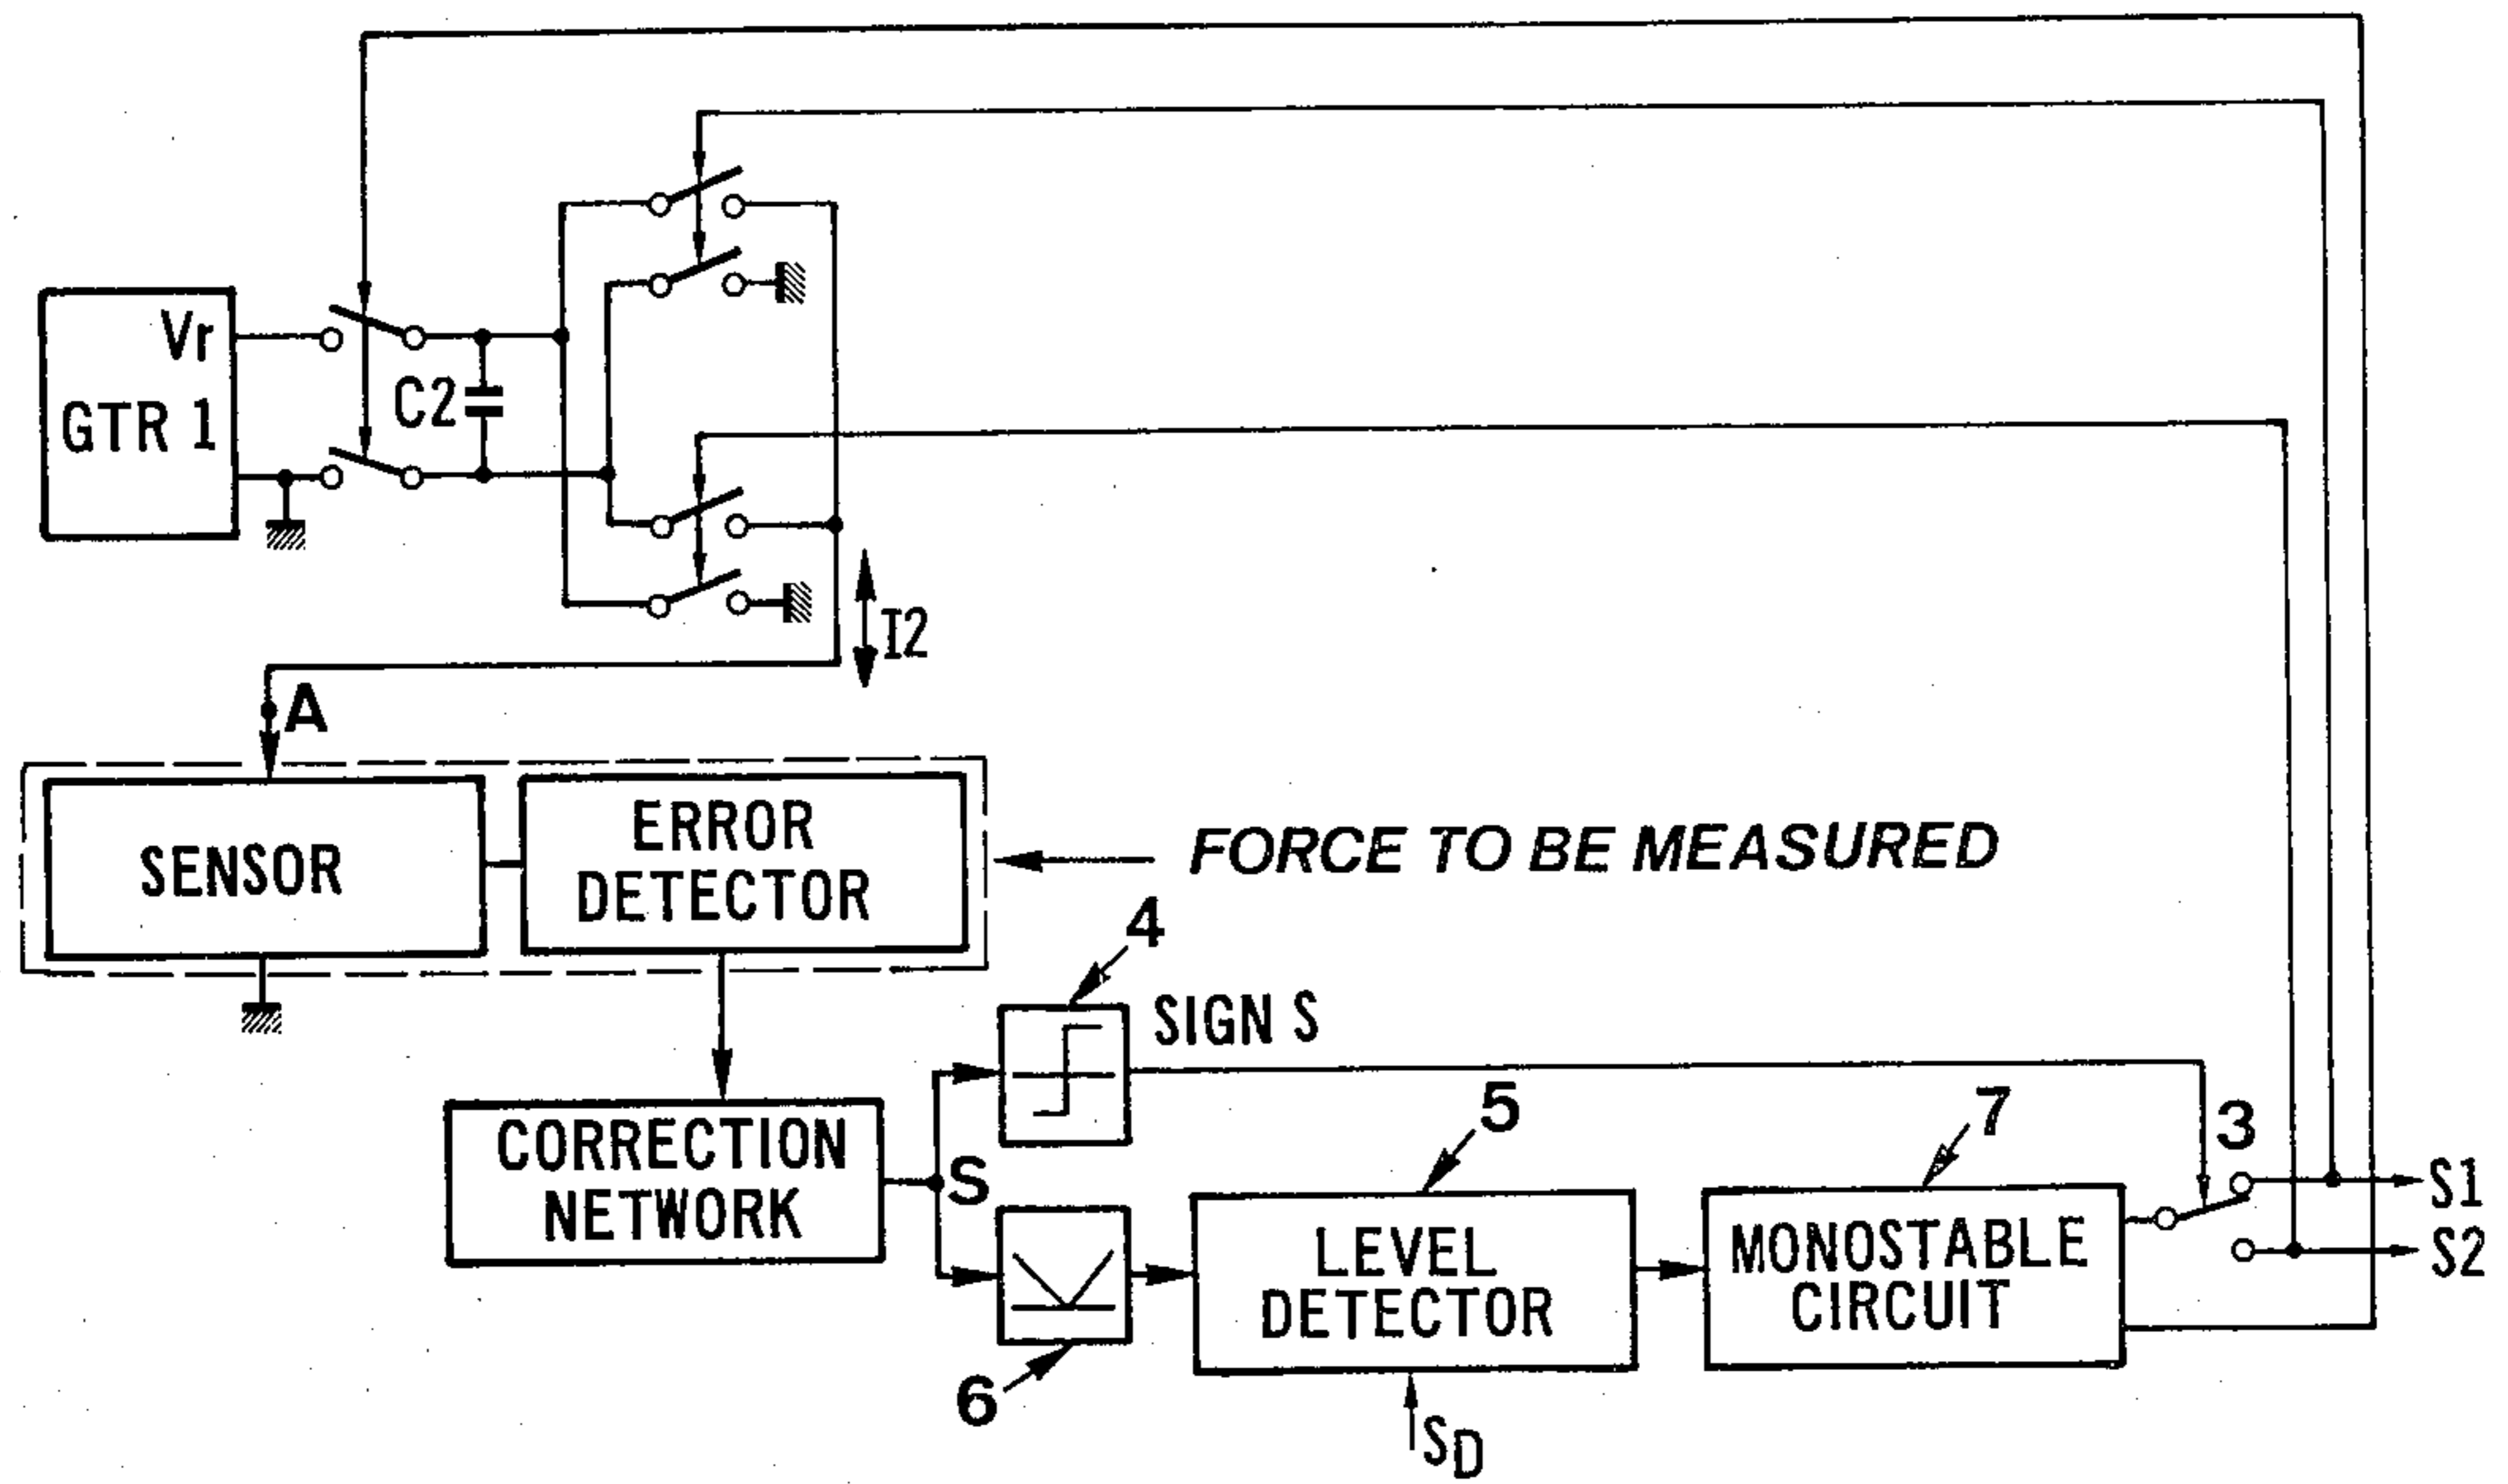 Vr
GTR 1
C2
I2
A
SENSOR
ERROR
DETECTOR
FORCE TO BE MEASURED
4
SIGN S
5
7
3
CORRECTION
NETWORK
S
S1
LEVEL
DETECTOR
MONOSTABLE
CIRCUIT
S2
6
SD